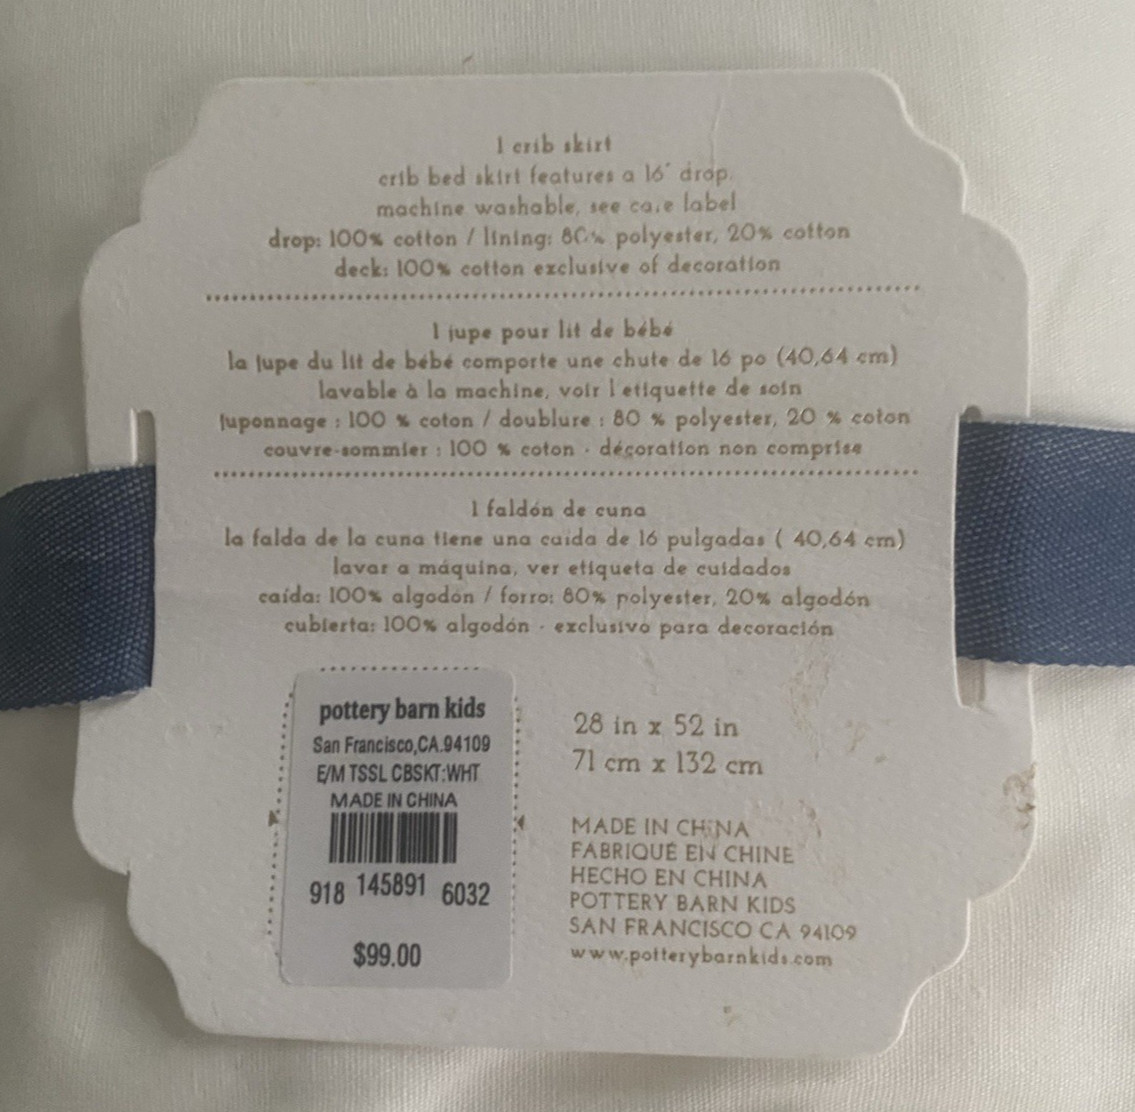 1 crib skirt
crib bed skirt features a 16" drop.
machine washable, see care label
drop: 100% cotton / lining: 80% polyester, 20% cotton
deck: 100% cotton exclusive of decoration
1 jupe pour lit de bébé
la jupe du lit de bébé comporte une chute de 16 po (40,64 cm)
lavable à la machine, voir l'etiquette de soin
juponnage : 100 % coton / doublure : 80 % polyester, 20 % coton
couvre-sommier : 100 % coton - décoration non comprise
1 faldón de cuna
la falda de la cuna tiene una caída de 16 pulgadas ( 40,64 cm)
lavar a máquina, ver etiqueta de cuidados
caída: 100% algodón / forro: 80% polyester, 20% algodón
cubierta: 100% algodón - exclusivo para decoración
pottery barn kids
San Francisco,CA.94109
E/M TSSL CBSKT:WHT
MADE IN CHINA
918 145891 6032
$99.00
28 in x 52 in
71 cm x 132 cm
MADE IN CHINA
FABRIQUÉ EN CHINE
HECHO EN CHINA
POTTERY BARN KIDS
SAN FRANCISCO CA 94109
www.potterybarnkids.com